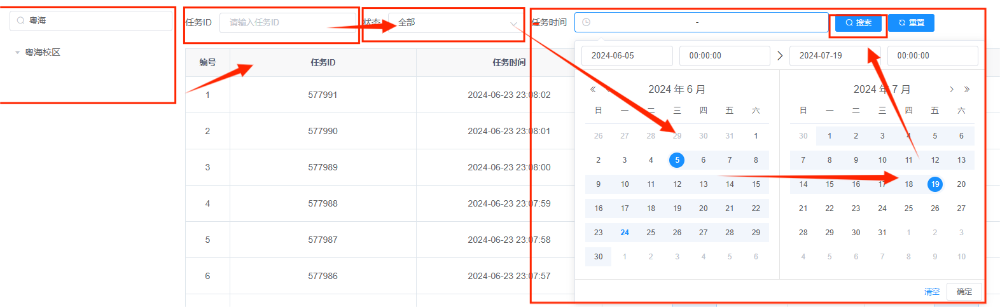 粤海
粤海校区
任务ID 请输入任务ID 状态 全部 任务时间 - 搜索 重置
编号 任务ID 任务时间
1 577991 2024-06-23 23:08:02
2 577990 2024-06-23 23:08:01
3 577989 2024-06-23 23:08:00
4 577988 2024-06-23 23:07:59
5 577987 2024-06-23 23:07:58
6 577986 2024-06-23 23:07:57
2024-06-05 00:00:00 > 2024-07-19 00:00:00
« 2024 年 6 月
日 一 二 三 四 五 六
26 27 28 29 30 31 1
2 3 4 5 6 7 8
9 10 11 12 13 14 15
16 17 18 19 20 21 22
23 24 25 26 27 28 29
30 1 2 3 4 5 6
2024 年 7 月 > »
日 一 二 三 四 五 六
30 1 2 3 4 5 6
7 8 9 10 11 12 13
14 15 16 17 18 19 20
21 22 23 24 25 26 27
28 29 30 31 1 2 3
4 5 6 7 8 9 10
清空 确定